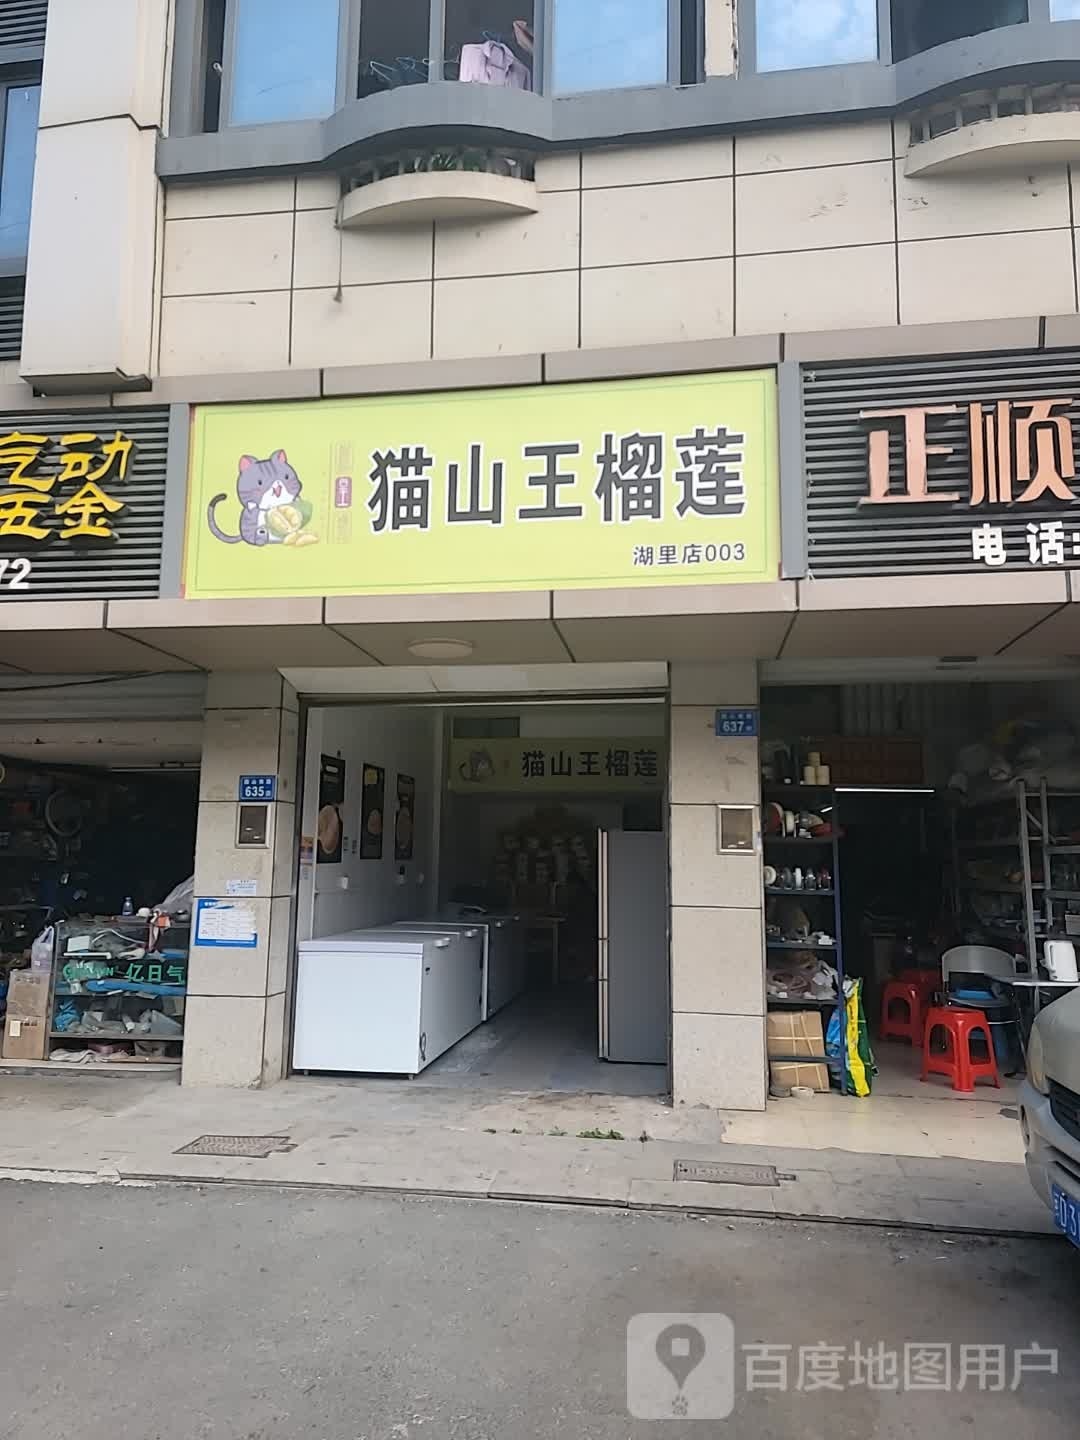 气动
五金
72
猫山王榴莲
湖里店003
正顺
电话:
猫山王榴莲
635
637
亿日气
百度地图用户